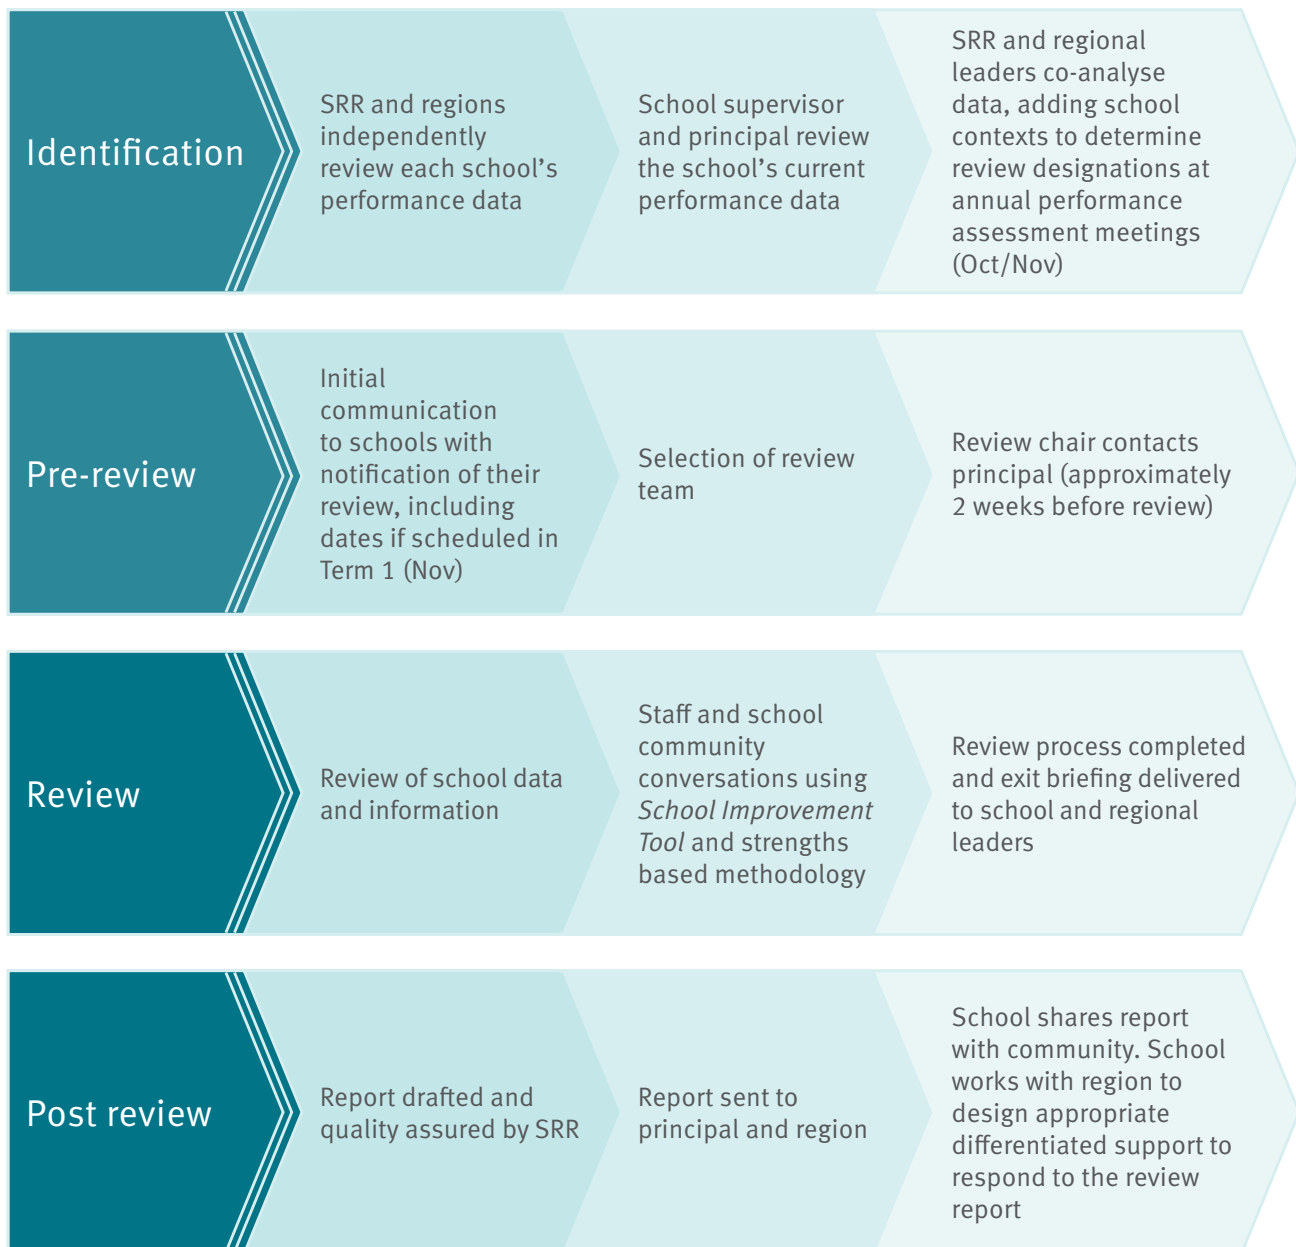 Identification
SRR and regions
independently
review each school’s
performance data
School supervisor
and principal review
the school’s current
performance data
SRR and regional
leaders co-analyse
data, adding school
contexts to determine
review designations at
annual performance
assessment meetings
(Oct/Nov)
Pre-review
Initial
communication
to schools with
notification of their
review, including
dates if scheduled in
Term 1 (Nov)
Selection of review
team
Review chair contacts
principal (approximately
2 weeks before review)
Review
Review of school data
and information
Staff and school
community
conversations using
School Improvement
Tool and strengths
based methodology
Review process completed
and exit briefing delivered
to school and regional
leaders
Post review
Report drafted and
quality assured by SRR
Report sent to
principal and region
School shares report
with community. School
works with region to
design appropriate
differentiated support to
respond to the review
report